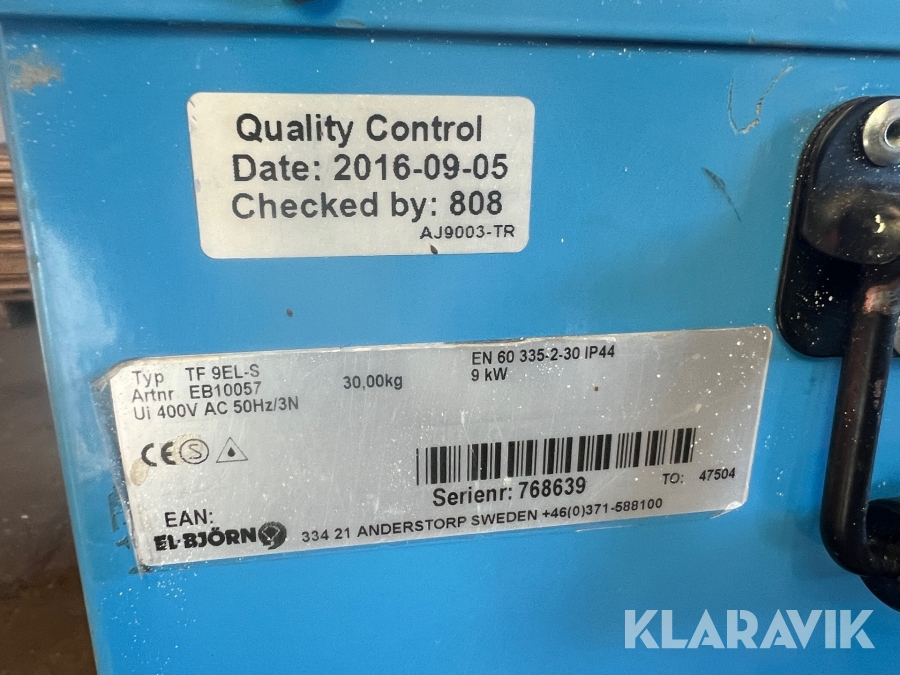 Quality Control
Date: 2016-09-05
Checked by: 808
AJ9003-TR
Typ TF 9EL-S
Artnr EB10057
Ui 400V AC 50Hz/3N
30,00kg
EN 60 335-2-30 IP44
9 kW
CE S
Serienr: 768639
TO: 47504
EAN:
EL-BJÖRN
334 21 ANDERSTORP SWEDEN +46(0)371-588100
KLARAVIK